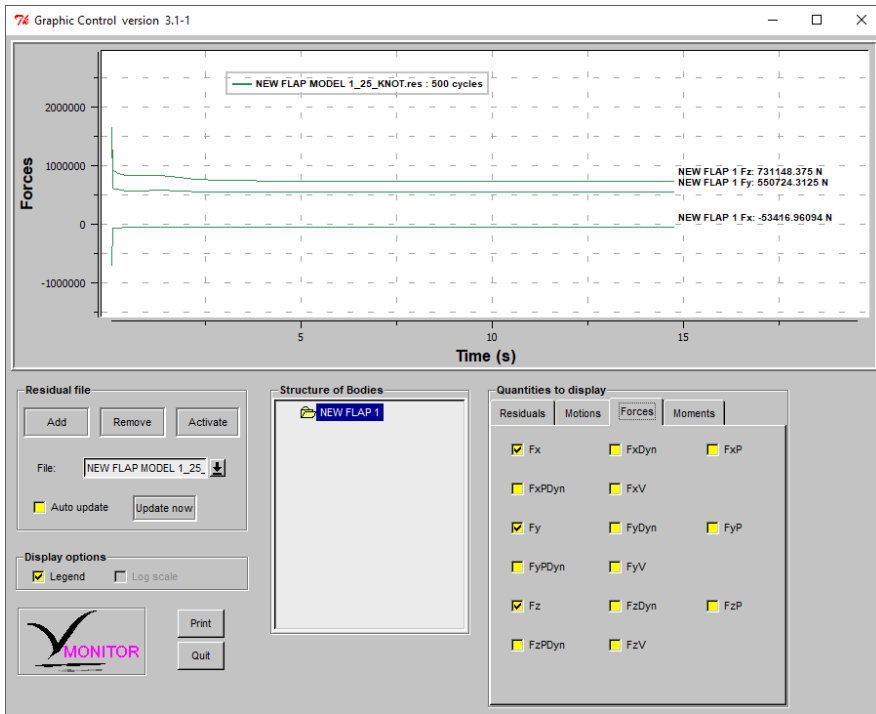 Graphic Control version 3.1-1
NEW FLAP MODEL 1_25_KNOT.res : 500 cycles
2000000
1000000
0
-1000000
Forces
NEW FLAP 1 Fz: 731148.375 N
NEW FLAP 1 Fy: 550724.3125 N
NEW FLAP 1 Fx: -53416.96094 N
5 10 15
Time (s)
Residual file
Add Remove Activate
File: NEW FLAP MODEL 1_25_
Auto update Update now
Display options
Legend Log scale
MONITOR
Print
Quit
Structure of Bodies
NEW FLAP 1
Quantities to display
Residuals Motions Forces Moments
Fx FxDyn FxP
FxPDyn FxV
Fy FyDyn FyP
FyPDyn FyV
Fz FzDyn FzP
FzPDyn FzV